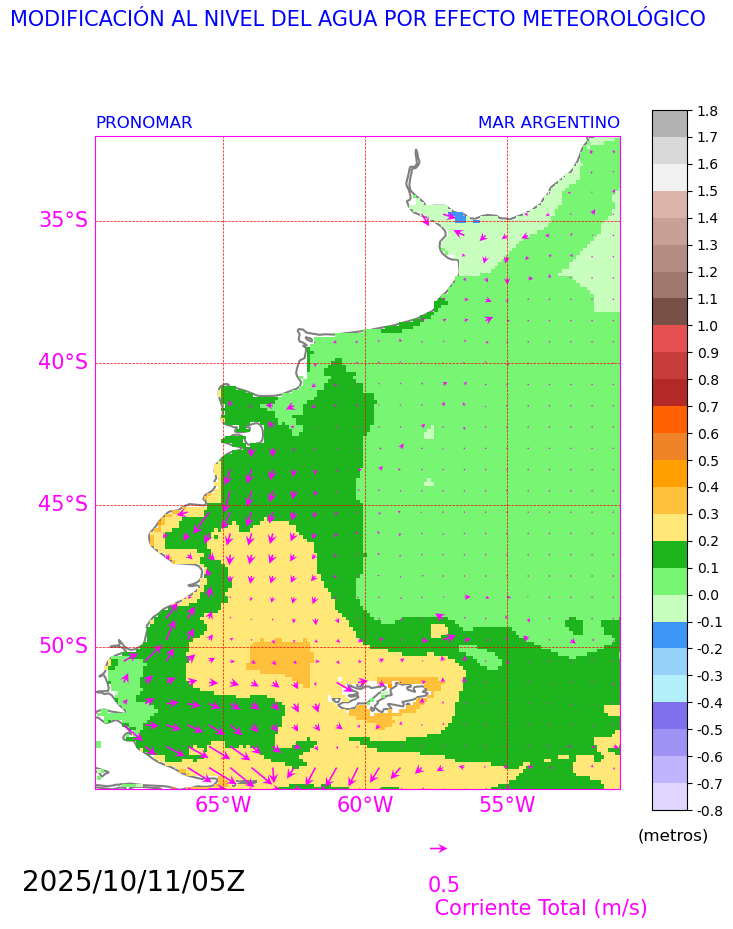 MODIFICACIÓN AL NIVEL DEL AGUA POR EFECTO METEOROLÓGICO
PRONOMAR MAR ARGENTINO
35°S
40°S
45°S
50°S
65°W 60°W 55°W
1.8
1.7
1.6
1.5
1.4
1.3
1.2
1.1
1.0
0.9
0.8
0.7
0.6
0.5
0.4
0.3
0.2
0.1
0.0
-0.1
-0.2
-0.3
-0.4
-0.5
-0.6
-0.7
-0.8
(metros)
2025/10/11/05Z
0.5
Corriente Total (m/s)